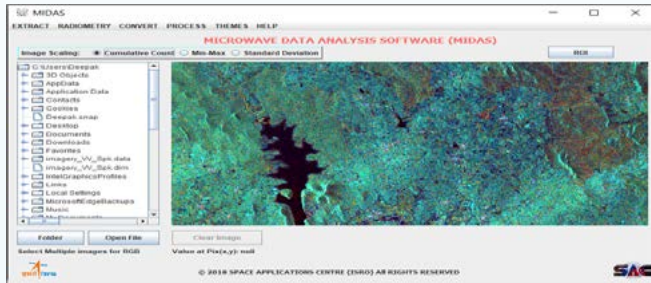 MIDAS
EXTRACT RADIOMETRY CONVERT PROCESS THEMES HELP
MICROWAVE DATA ANALYSIS SOFTWARE (MIDAS)
Image Scaling: Cumulative Count Min-Max Standard Deviation ROI
G:\Users\Deepak
3D Objects
AppData
Application Data
Contacts
Cookies
Deepak.snap
Desktop
Documents
Downloads
Favorites
imagery_VV_Spk.data
imagery_VV_Spk.dim
IntelGraphicsProfiles
Links
Local Settings
MicrosoftEdgeBackups
Music
Folder Open File Clear Image
Select Multiple images for RGB Value at Pix(x,y): null
© 2018 SPACE APPLICATIONS CENTRE (ISRO) All RIGHTS RESERVED
SAC